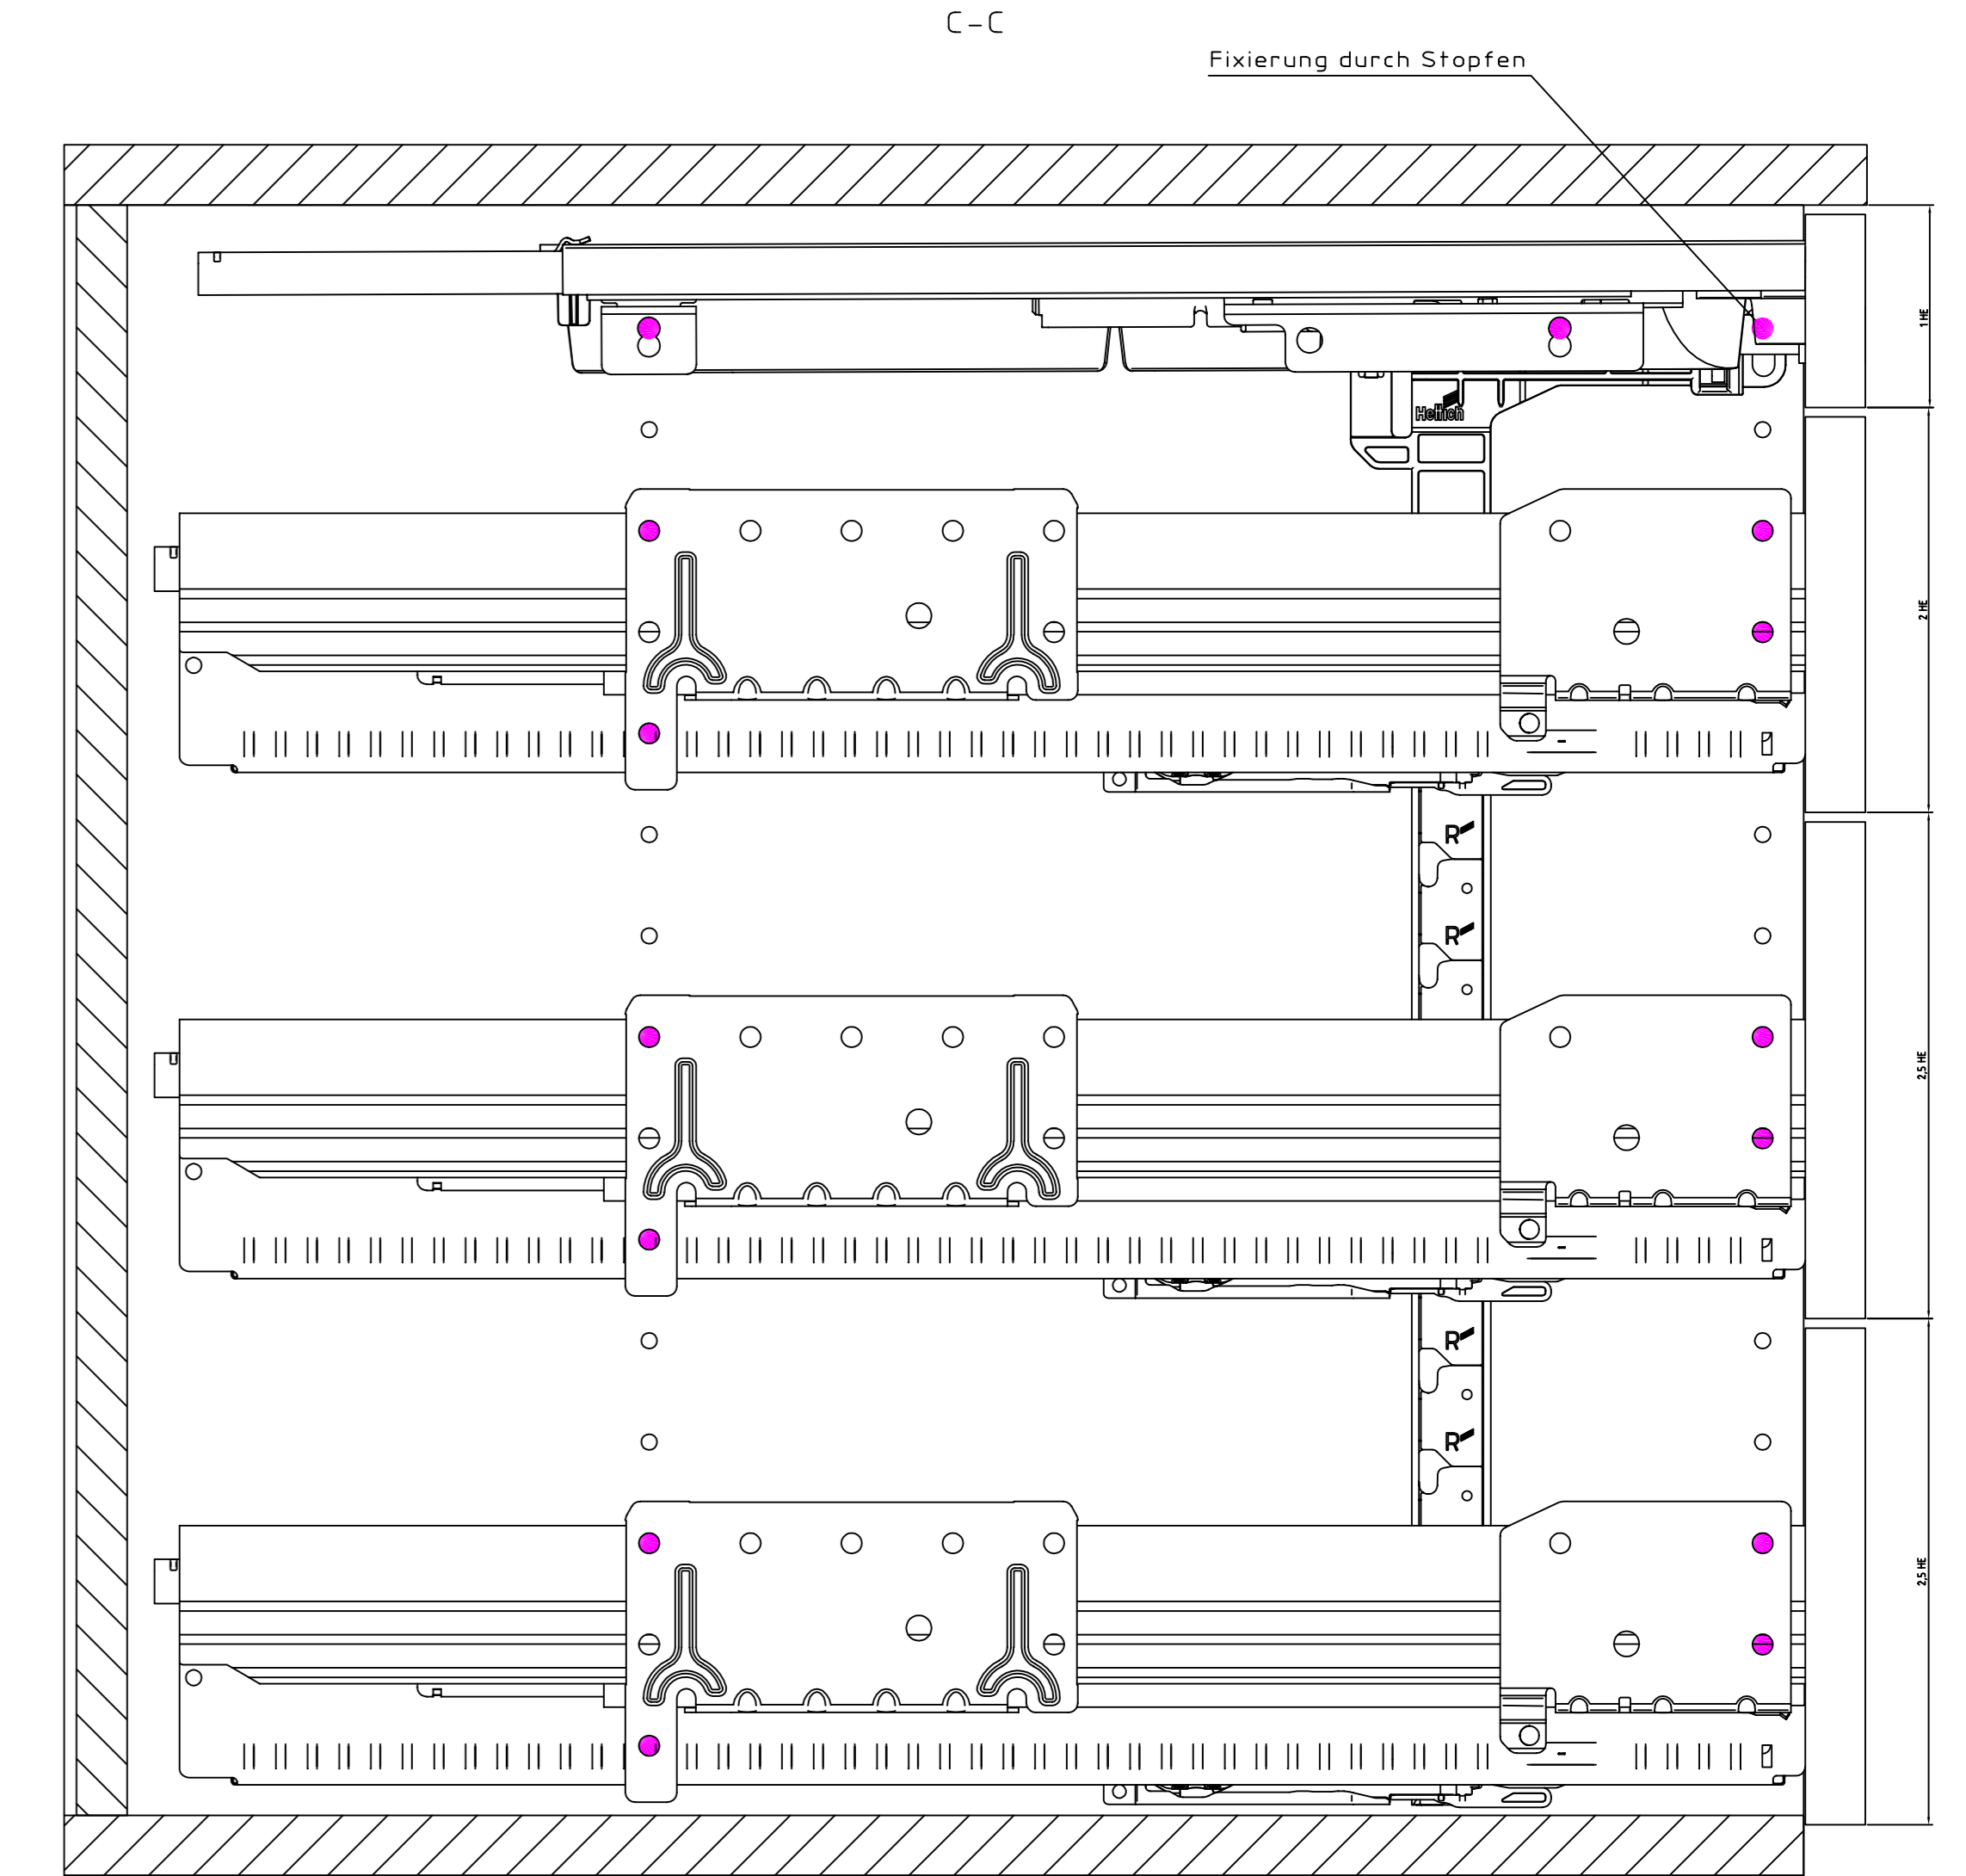 C-C
Fixierung durch Stopfen
1 HE
Hettich
2 HE
R
R
2,5 HE
R
R
2,5 HE